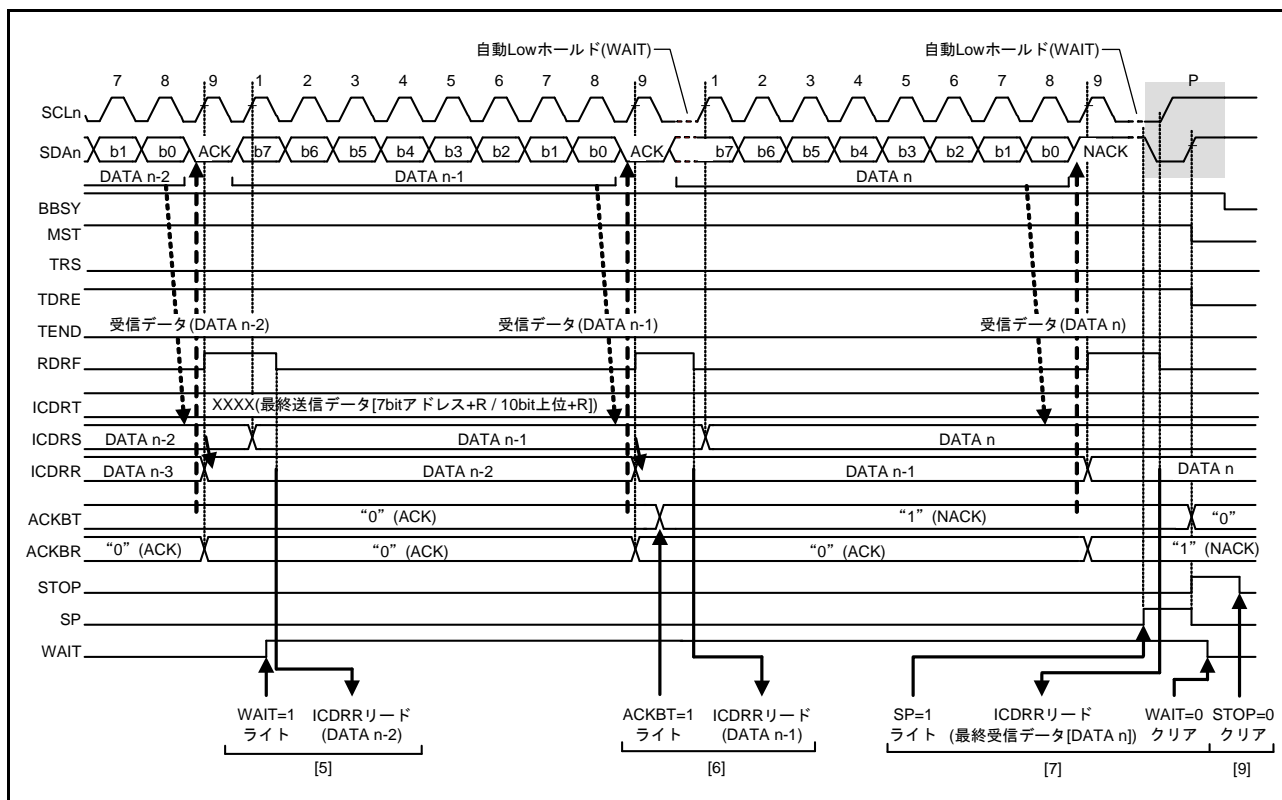 自動Lowホールド(WAIT)
自動Lowホールド(WAIT)
7 8 9 1 2 3 4 5 6 7 8 9 1 2 3 4 5 6 7 8 9 P
SCLn
SDAn b1 b0 ACK b7 b6 b5 b4 b3 b2 b1 b0 ACK b7 b6 b5 b4 b3 b2 b1 b0 NACK
DATA n-2 DATA n-1 DATA n
BBSY
MST
TRS
TDRE
TEND 受信データ(DATA n-2) 受信データ(DATA n-1) 受信データ(DATA n)
RDRF
ICDRT XXXX(最終送信データ[7bitアドレス+R / 10bit上位+R])
ICDRS DATA n-2 DATA n-1 DATA n
ICDRR DATA n-3 DATA n-2 DATA n-1 DATA n
ACKBT “0” (ACK) “1” (NACK) “0”
ACKBR “0” (ACK) “0” (ACK) “0” (ACK) “1” (NACK)
STOP
SP
WAIT
WAIT=1 ICDRRリード ACKBT=1 ICDRRリード SP=1 ICDRRリード WAIT=0 STOP=0
ライト (DATA n-2) ライト (DATA n-1) ライト (最終受信データ[DATA n]) クリア クリア
[5] [6] [7] [9]